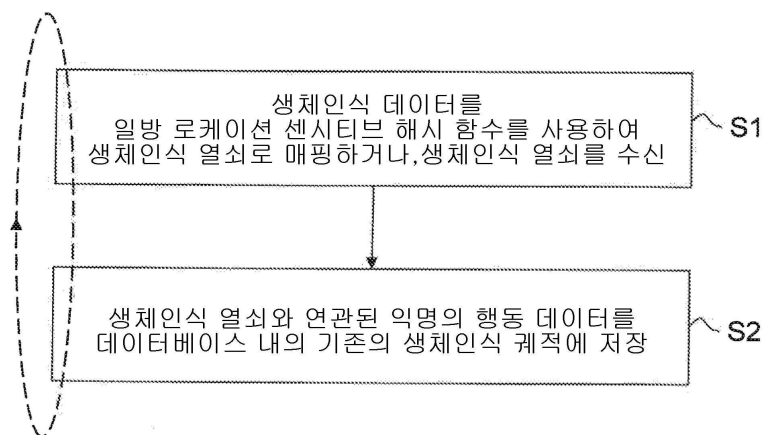 생체인식 데이터를
일방 로케이션 센시티브 해시 함수를 사용하여
생체인식 열쇠로 매핑하거나,생체인식 열쇠를 수신
S1
생체인식 열쇠와 연관된 익명의 행동 데이터를
데이터베이스 내의 기존의 생체인식 궤적에 저장
S2